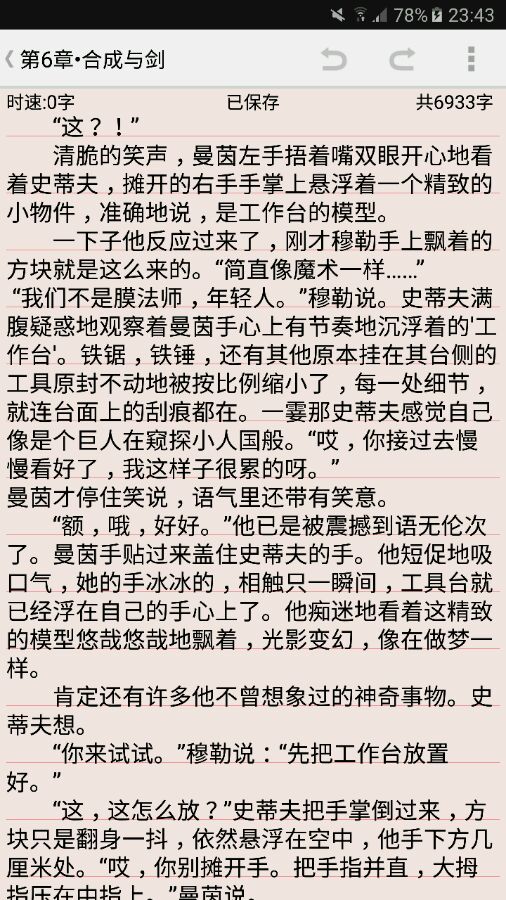 78% 23:43
第6章•合成与剑
时速:0字 已保存 共6933字
“这？！”
清脆的笑声，曼茵左手捂着嘴双眼开心地看
着史蒂夫，摊开的右手手掌上悬浮着一个精致的
小物件，准确地说，是工作台的模型。
一下子他反应过来了，刚才穆勒手上飘着的
方块就是这么来的。“简直像魔术一样……”
“我们不是膜法师，年轻人。”穆勒说。史蒂夫满
腹疑惑地观察着曼茵手心上有节奏地沉浮着的'工
作台'。铁锯，铁锤，还有其他原本挂在其台侧的
工具原封不动地被按比例缩小了，每一处细节，
就连台面上的刮痕都在。一霎那史蒂夫感觉自己
像是个巨人在窥探小人国般。“哎，你接过去慢
慢看好了，我这样子很累的呀。”
曼茵才停住笑说，语气里还带有笑意。
“额，哦，好好。”他已是被震撼到语无伦次
了。曼茵手贴过来盖住史蒂夫的手。他短促地吸
口气，她的手冰冰的，相触只一瞬间，工具台就
已经浮在自己的手心上了。他痴迷地看着这精致
的模型悠哉悠哉地飘着，光影变幻，像在做梦一
样。
肯定还有许多他不曾想象过的神奇事物。史
蒂夫想。
“你来试试。”穆勒说：“先把工作台放置
好。”
“这，这怎么放？”史蒂夫把手掌倒过来，方
块只是翻身一抖，依然悬浮在空中，他手下方几
厘米处。“哎，你别摊开手。把手指并直，大拇
指压在中指上。”曼茵说。